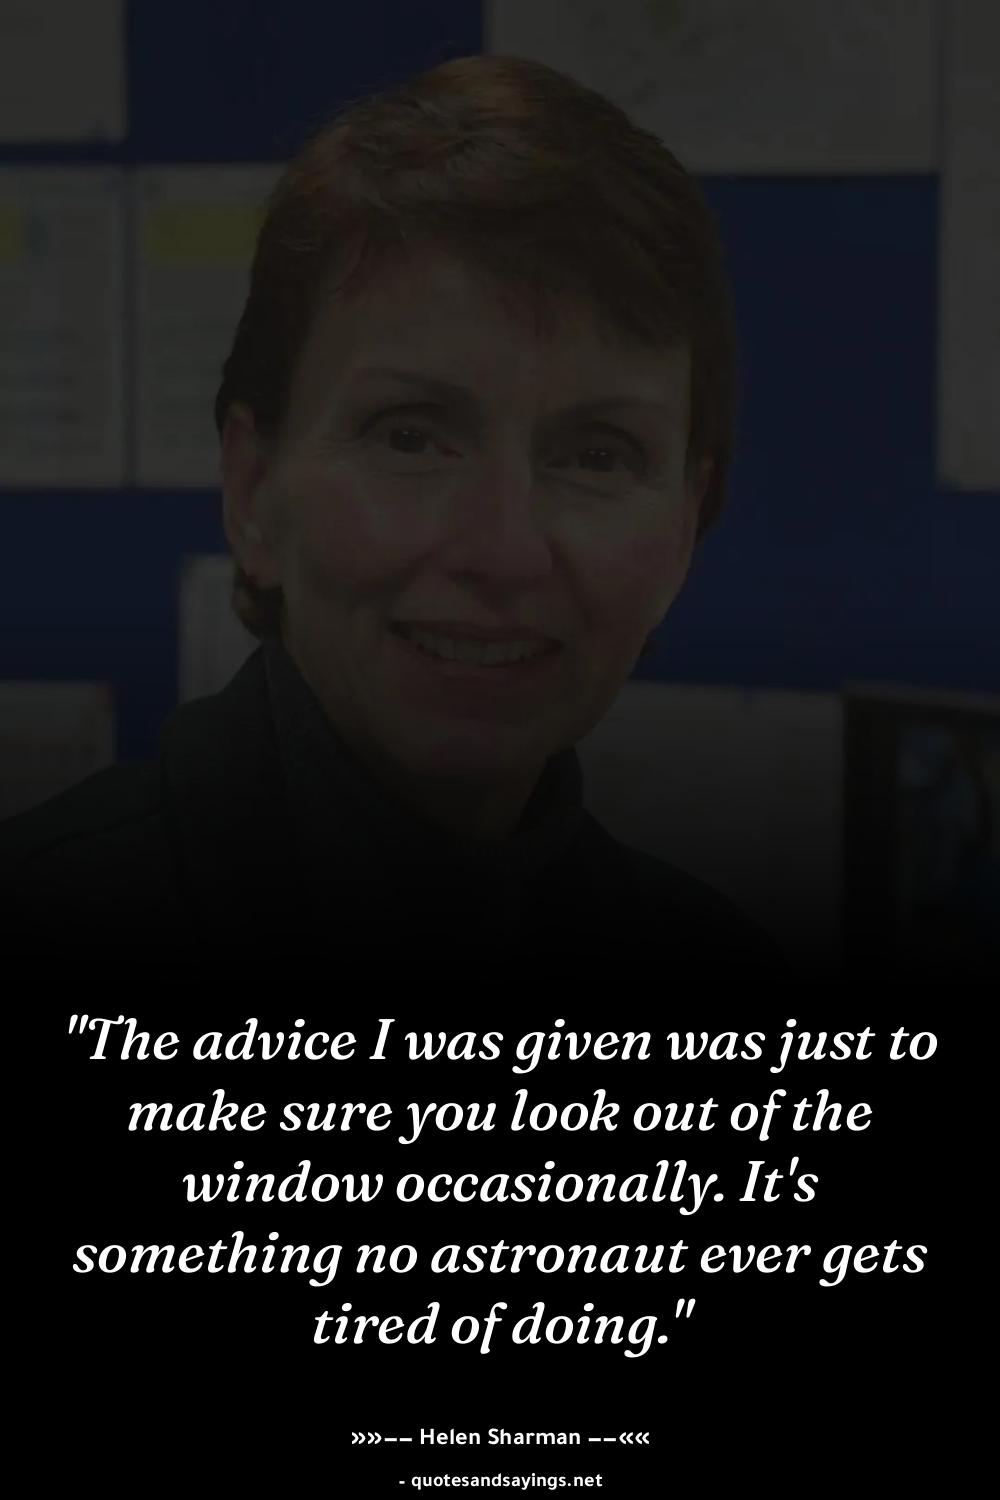 "The advice I was given was just to
make sure you look out of the
window occasionally. It's
something no astronaut ever gets
tired of doing."
»»−− Helen Sharman −−««
- quotesandsayings.net